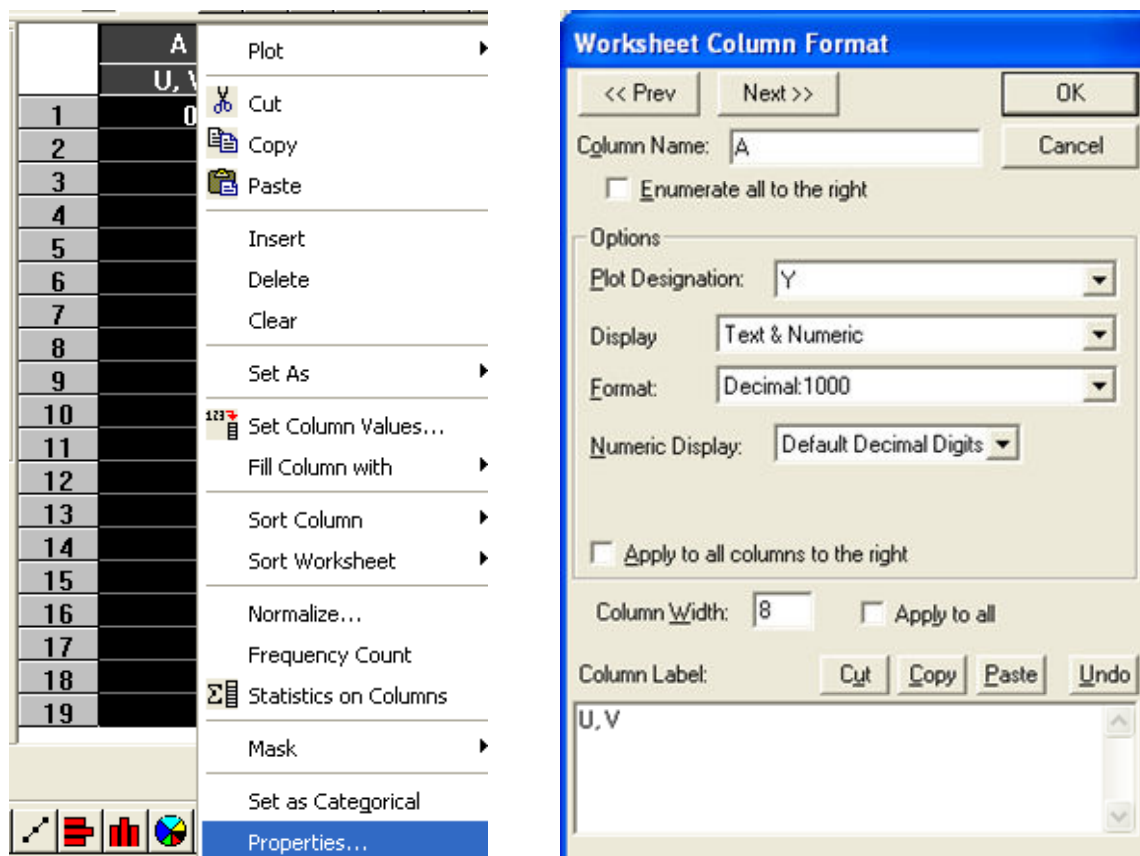 A
U, V
1 0
2
3
4
5
6
7
8
9
10
11
12
13
14
15
16
17
18
19
Plot
Cut
Copy
Paste
Insert
Delete
Clear
Set As
123
Set Column Values...
Fill Column with
Sort Column
Sort Worksheet
Normalize...
Frequency Count
Σ Statistics on Columns
Mask
Set as Categorical
Properties...
Worksheet Column Format
<< Prev Next >> OK
Column Name: A Cancel
Enumerate all to the right
Options
Plot Designation: Y
Display Text & Numeric
Format: Decimal:1000
Numeric Display: Default Decimal Digits
Apply to all columns to the right
Column Width: 8 Apply to all
Column Label: Cut Copy Paste Undo
U, V